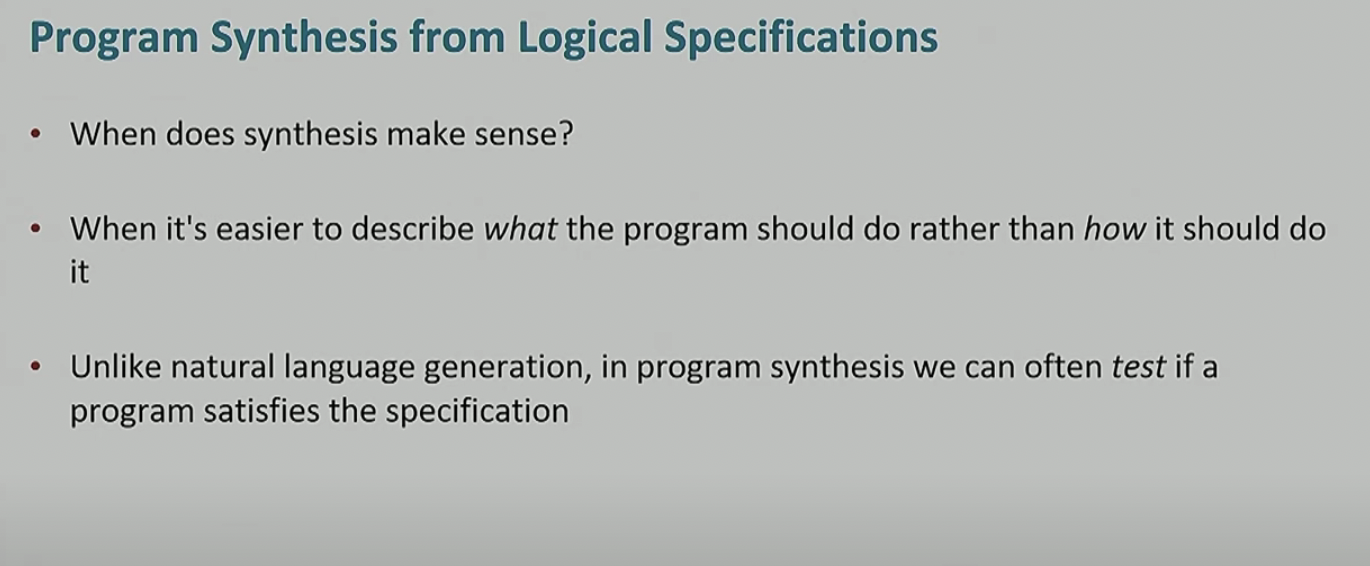 Program Synthesis from Logical Specifications
• When does synthesis make sense?
• When it's easier to describe what the program should do rather than how it should do
it
• Unlike natural language generation, in program synthesis we can often test if a
program satisfies the specification